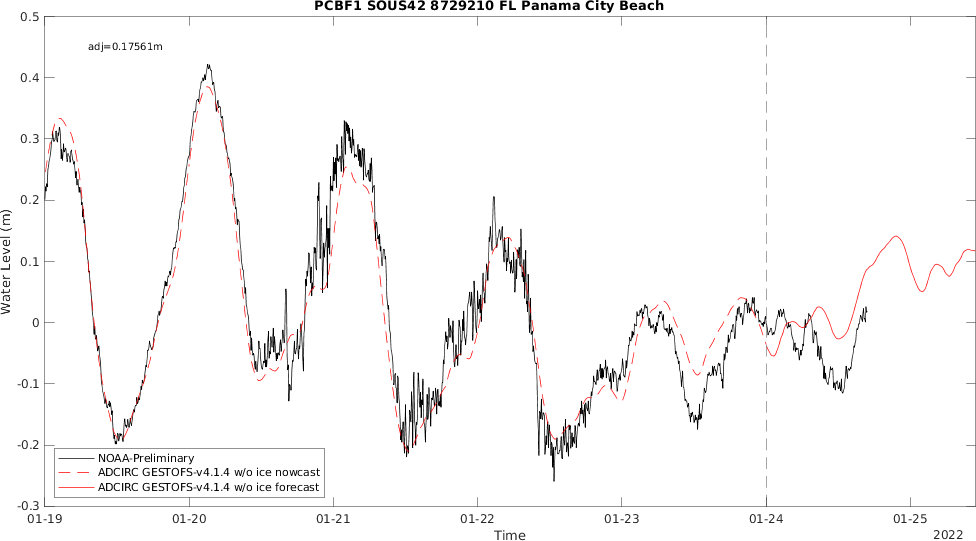 PCBF1 SOUS42 8729210 FL Panama City Beach
adj=0.17561m
0.5
0.4
0.3
0.2
0.1
0
-0.1
-0.2
-0.3
Water Level (m)
NOAA-Preliminary
ADCIRC GESTOFS-v4.1.4 w/o ice nowcast
ADCIRC GESTOFS-v4.1.4 w/o ice forecast
01-19 01-20 01-21 01-22 01-23 01-24 01-25
Time
2022